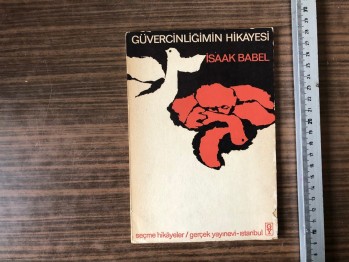 GÜVERCİNLİĞİMİN HİKAYESİ
İSAAK BABEL
seçme hikâyeler / gerçek yayınevi-istanbul